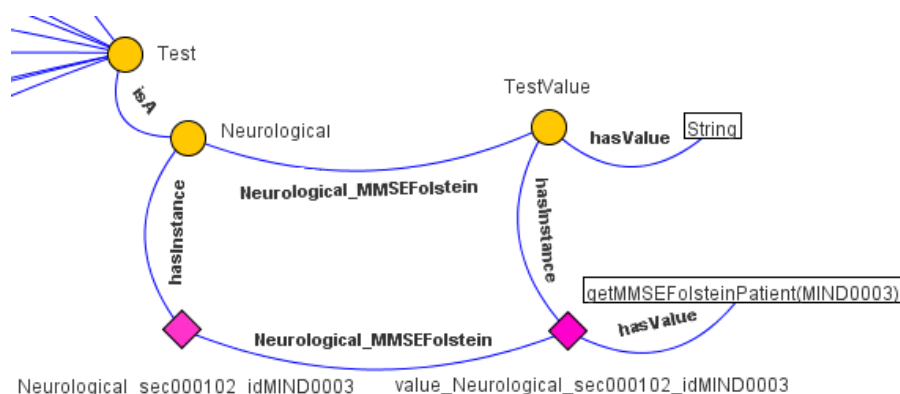 Test
isA
TestValue
Neurological
hasValue
String
Neurological_MMSEFolstein
hasInstance
hasInstance
getMMSEFolsteinPatient(MIND0003)
hasValue
Neurological_MMSEFolstein
Neurological_sec000102_idMIND0003
value_Neurological_sec000102_idMIND0003